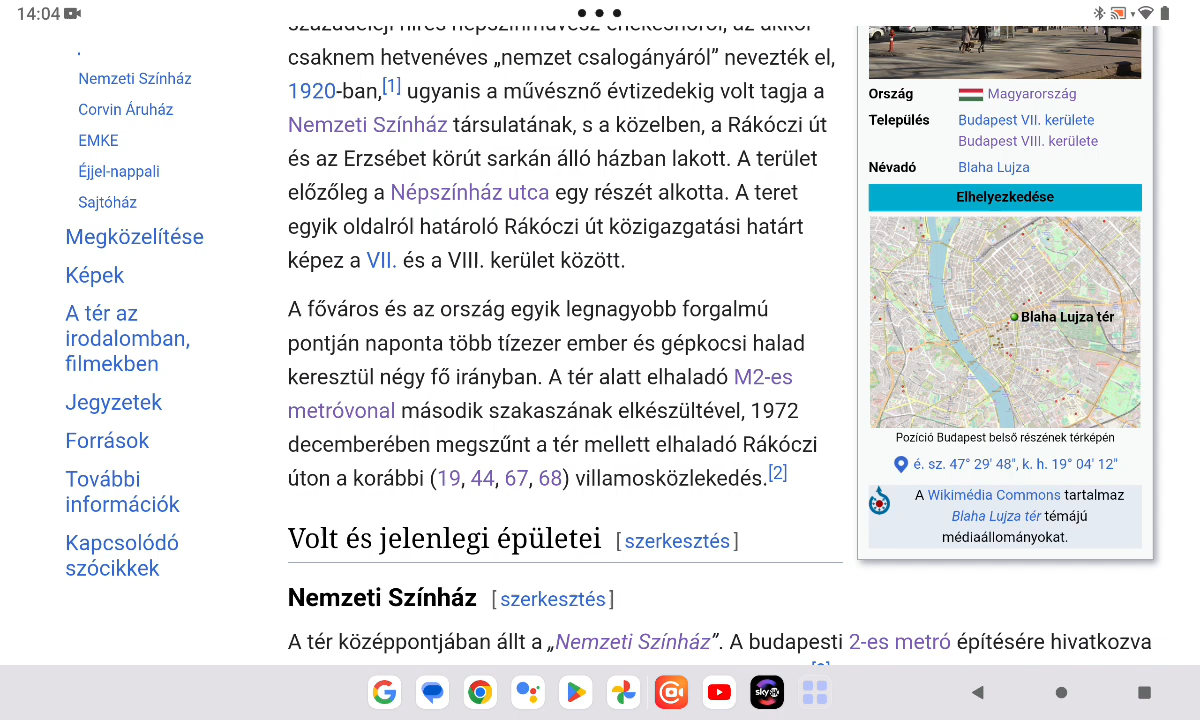 14:04
Nemzeti Színház
Corvin Áruház
EMKE
Éjjel-nappali
Sajtóház
Megközelítése
Képek
A tér az
irodalomban,
filmekben
Jegyzetek
Források
További
információk
Kapcsolódó
szócikkek
csaknem hetvenéves „nemzet csalogányáról” nevezték el,
1920-ban,[1] ugyanis a művésznő évtizedekig volt tagja a
Nemzeti Színház társulatának, s a közelben, a Rákóczi út
és az Erzsébet körút sarkán álló házban lakott. A terület
előzőleg a Népszínház utca egy részét alkotta. A teret
egyik oldalról határoló Rákóczi út közigazgatási határt
képez a VII. és a VIII. kerület között.
A főváros és az ország egyik legnagyobb forgalmú
pontján naponta több tízezer ember és gépkocsi halad
keresztül négy fő irányban. A tér alatt elhaladó M2-es
metróvonal második szakaszának elkészültével, 1972
decemberében megszűnt a tér mellett elhaladó Rákóczi
úton a korábbi (19, 44, 67, 68) villamosközlekedés.[2]
Volt és jelenlegi épületei [szerkesztés]
Nemzeti Színház [szerkesztés]
A tér középpontjában állt a „Nemzeti Színház”. A budapesti 2-es metró építésére hivatkozva
Ország Magyarország
Település Budapest VII. kerülete
Budapest VIII. kerülete
Névadó Blaha Lujza
Elhelyezkedése
Blaha Lujza tér
Pozíció Budapest belső részének térképén
é. sz. 47° 29′ 48″, k. h. 19° 04′ 12″
A Wikimédia Commons tartalmaz
Blaha Lujza tér témájú
médiaállományokat.
sky